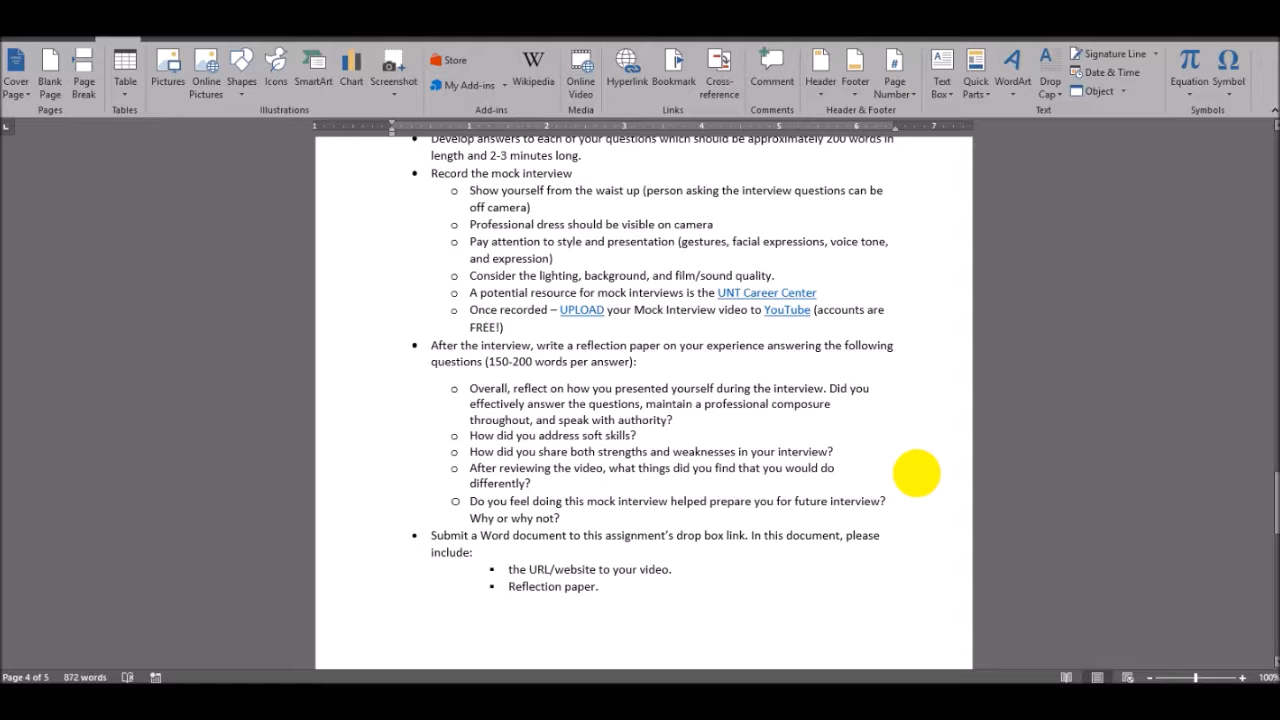 Cover Page
Blank Page
Page Break
Pages
Table
Tables
Pictures
Online Pictures
Shapes
Icons
SmartArt
Chart
Screenshot
Illustrations
Store
My Add-ins
Wikipedia
Add-ins
Online Video
Media
Hyperlink
Bookmark
Cross-reference
Links
Comment
Comments
Header
Footer
Page Number
Header & Footer
Text Box
Quick Parts
WordArt
Drop Cap
Signature Line
Date & Time
Object
Text
Equation
Symbol
Symbols
1 1 2 3 4 5 6 7
• Develop answers to each of your questions which should be approximately 200 words in
length and 2-3 minutes long.
• Record the mock interview
o Show yourself from the waist up (person asking the interview questions can be
off camera)
o Professional dress should be visible on camera
o Pay attention to style and presentation (gestures, facial expressions, voice tone,
and expression)
o Consider the lighting, background, and film/sound quality.
o A potential resource for mock interviews is the UNT Career Center
o Once recorded – UPLOAD your Mock Interview video to YouTube (accounts are
FREE!)
• After the interview, write a reflection paper on your experience answering the following
questions (150-200 words per answer):
o Overall, reflect on how you presented yourself during the interview. Did you
effectively answer the questions, maintain a professional composure
throughout, and speak with authority?
o How did you address soft skills?
o How did you share both strengths and weaknesses in your interview?
o After reviewing the video, what things did you find that you would do
differently?
o Do you feel doing this mock interview helped prepare you for future interview?
Why or why not?
• Submit a Word document to this assignment's drop box link. In this document, please
include:
▪ the URL/website to your video.
▪ Reflection paper.
Page 4 of 5 872 words 100%